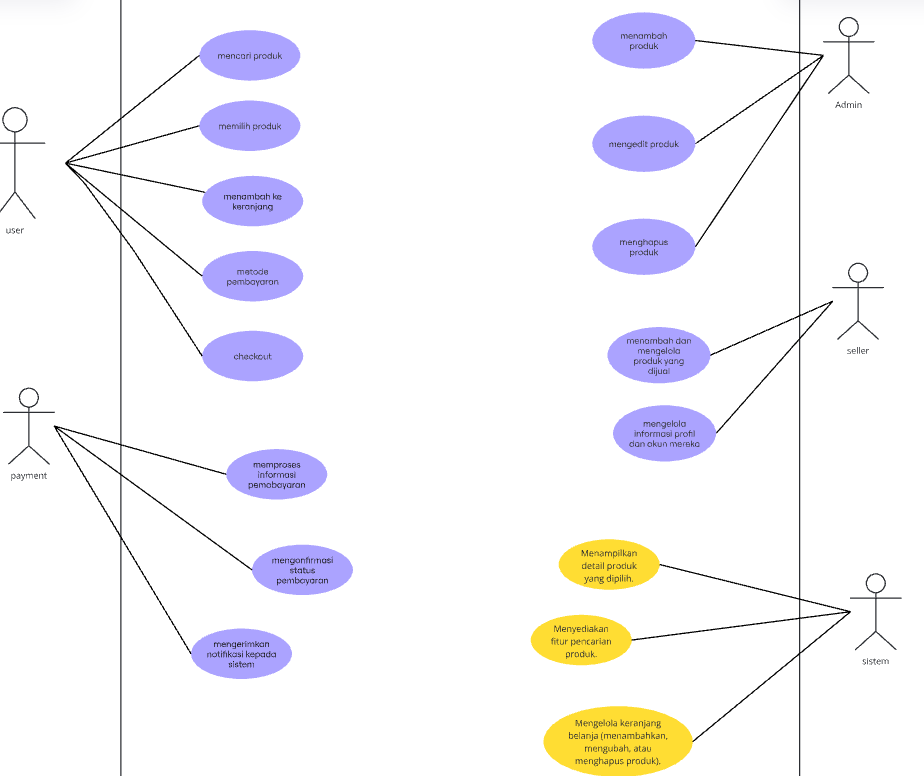 mencari produk
memilih produk
menambah ke
keranjang
metode
pembayaran
checkout
user
memproses
informasi
pemabayaran
mengonfirmasi
status
pembayaran
mengerimkan
notifikasi kepada
sistem
payment
menambah
produk
mengedit produk
menghapus
produk
Admin
menambah dan
mengelola
produk yang
dijual
mengelola
informasi profil
dan akun mereka
seller
Menampilkan
detail produk
yang dipilih.
Menyediakan
fitur pencarian
produk.
Mengelola keranjang
belanja (menambahkan,
mengubah, atau
menghapus produk).
sistem